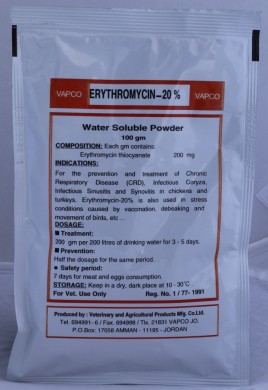 VAPCO ERYTHROMYCIN-20 % VAPCO
Water Soluble Powder
100 gm
COMPOSITION: Each gm contains:
Erythromycin thiocyanate 200 mg
INDICATIONS:
For the prevention and treatment of Chronic
Respiratory Disease (CRD), Infectious Coryza,
Infectious Sinusitis and Synovitis in chickens and
turkeys. Erythromycin-20% is also used in stress
conditions caused by vaccination, debeaking and
movement of birds, etc ..
DOSAGE:
■ Treatment:
200 gm per 200 litres of drinking water for 3 - 5 days.
■ Prevention:
Half the dosage for the same period.
● Safety period:
7 days for meat and eggs consumption.
STORAGE: Keep in a dry, dark place at 10 - 30°C .
For Vet. Use Only Reg. No. 1 / 77- 1991
Produced by : Veterinary and Agricultural Products Mfg. Co.Ltd.
Tel. 694991- 6 / Fax. 694998 / Tlx. 21831 VAPCO JO.
P.O.Box: 17058 AMMAN - 11195 - JORDAN